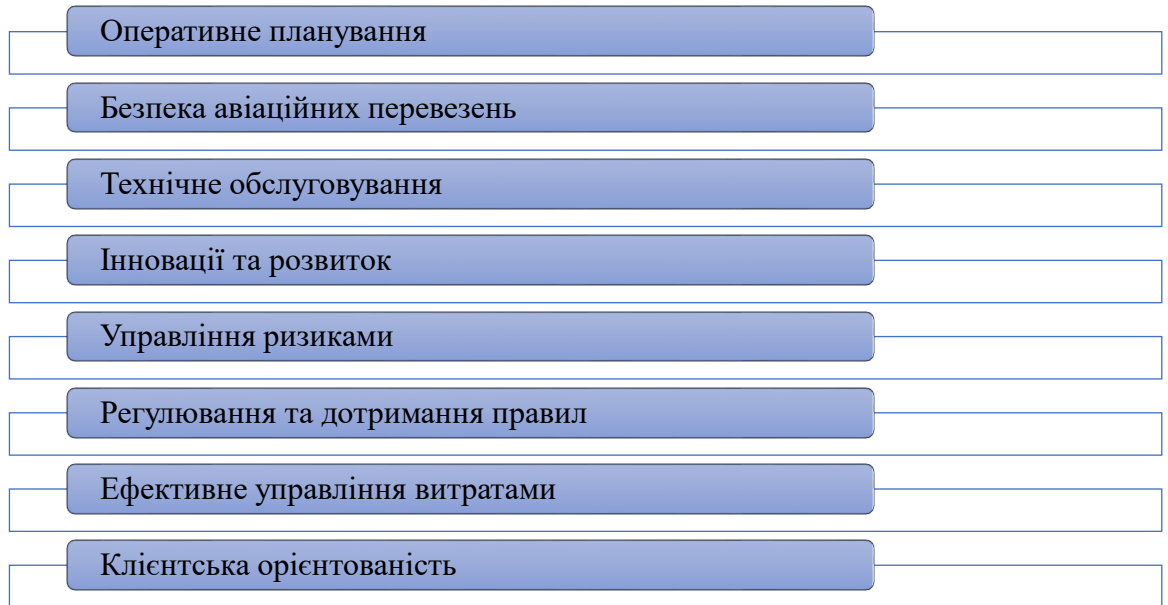 Оперативне планування
Безпека авіаційних перевезень
Технічне обслуговування
Інновації та розвиток
Управління ризиками
Регулювання та дотримання правил
Ефективне управління витратами
Клієнтська орієнтованість